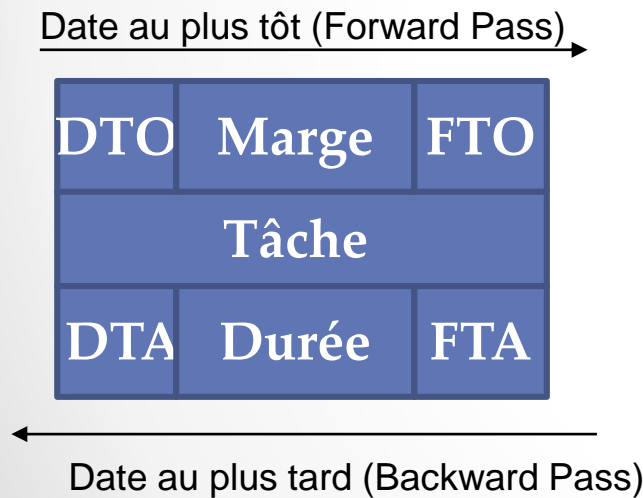 Date au plus tôt (Forward Pass)
DTO Marge FTO
Tâche
DTA Durée FTA
Date au plus tard (Backward Pass)